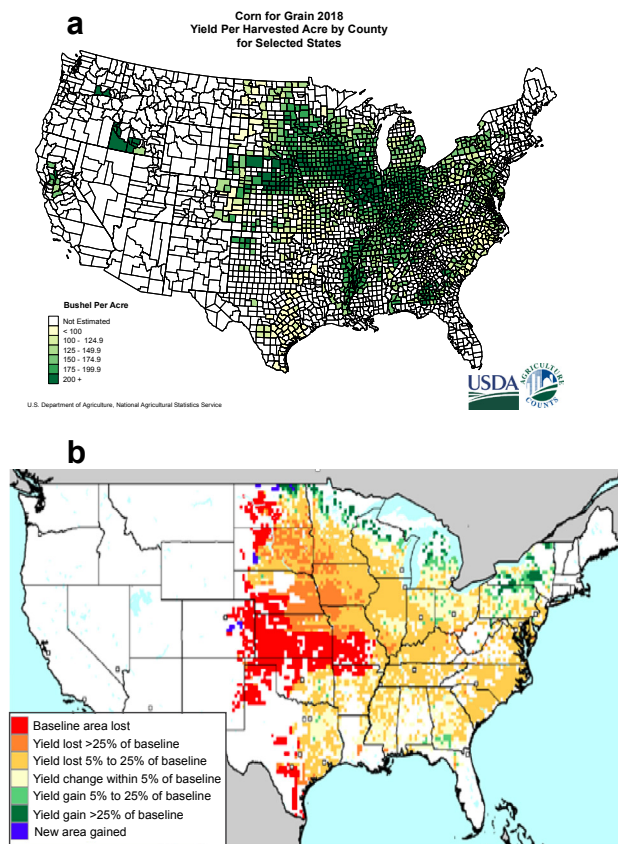 a
Corn for Grain 2018
Yield Per Harvested Acre by County
for Selected States
Bushel Per Acre
Not Estimated
< 100
100 - 124.9
125 - 149.9
150 - 174.9
175 - 199.9
200 +
U.S. Department of Agriculture, National Agricultural Statistics Service
USDA
AGRICULTURE
COUNTS
b
Baseline area lost
Yield lost >25% of baseline
Yield lost 5% to 25% of baseline
Yield change within 5% of baseline
Yield gain 5% to 25% of baseline
Yield gain >25% of baseline
New area gained